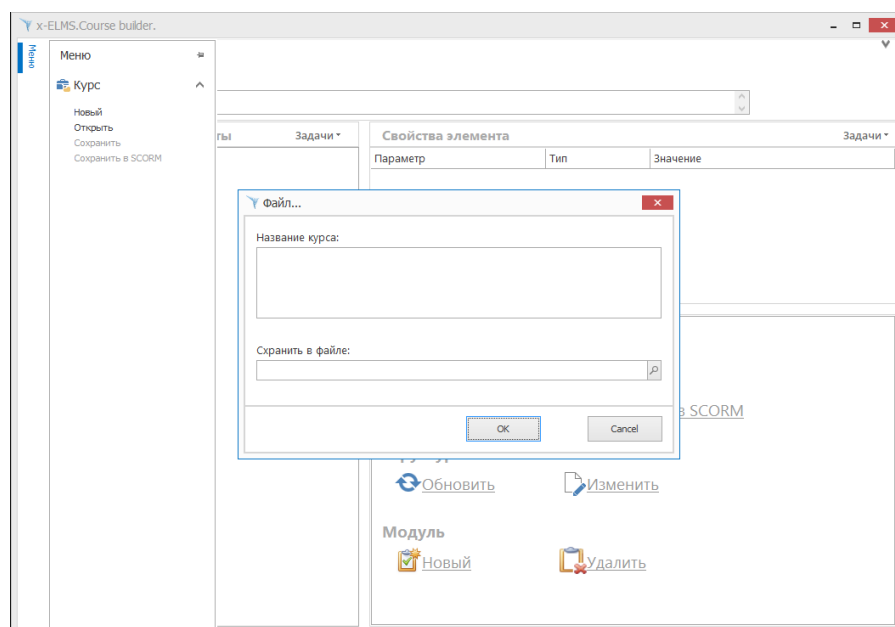 x-ELMS.Course builder.
Меню
Меню
Курс
Новый
Открыть
Сохранить
Сохранить в SCORM
ты
Задачи
Свойства элемента
Задачи
Параметр
Тип
Значение
Файл...
Название курса:
Схранить в файле:
OK
Cancel
в SCORM
Обновить
Изменить
Модуль
Новый
Удалить